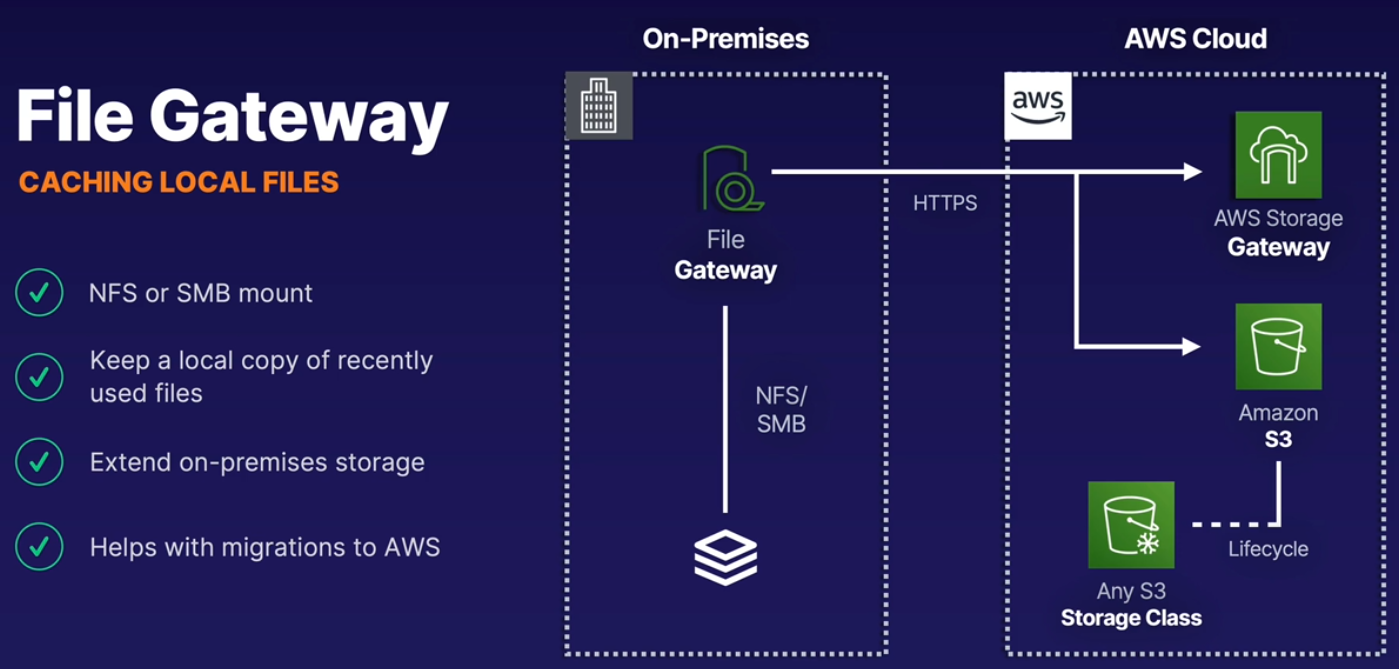 On-Premises
AWS Cloud
File Gateway
CACHING LOCAL FILES
NFS or SMB mount
Keep a local copy of recently
used files
Extend on-premises storage
Helps with migrations to AWS
File
Gateway
NFS/
SMB
HTTPS
aws
AWS Storage
Gateway
Amazon
S3
Lifecycle
Any S3
Storage Class